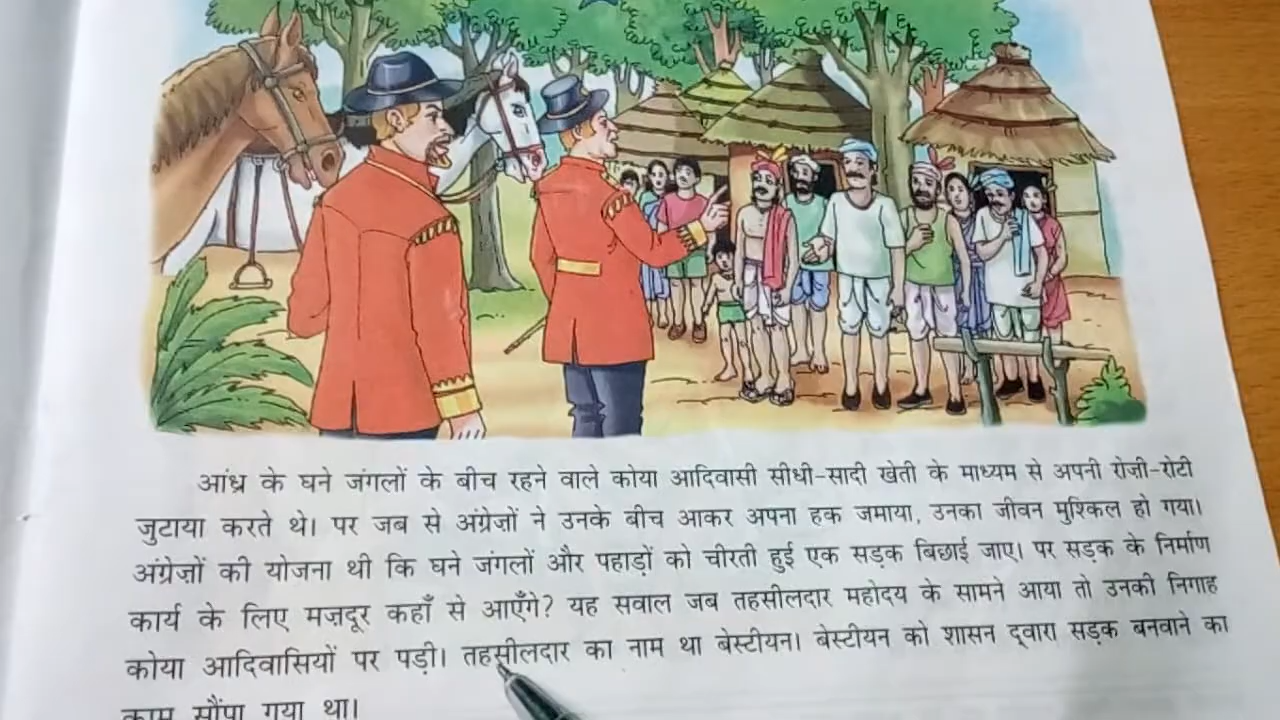 आंध्र के घने जंगलों के बीच रहने वाले कोया आदिवासी सीधी-सादी खेती के माध्यम से अपनी रोज़ी-रोटी
जुटाया करते थे। पर जब से अंग्रेज़ों ने उनके बीच आकर अपना हक जमाया, उनका जीवन मुश्किल हो गया।
अंग्रेज़ों की योजना थी कि घने जंगलों और पहाड़ों को चीरती हुई एक सड़क बिछाई जाए। पर सड़क के निर्माण
कार्य के लिए मज़दूर कहाँ से आएँगे? यह सवाल जब तहसीलदार महोदय के सामने आया तो उनकी निगाह
कोया आदिवासियों पर पड़ी। तहसीलदार का नाम था बेस्टीयन। बेस्टीयन को शासन द्वारा सड़क बनवाने का
काम सौंपा गया था।